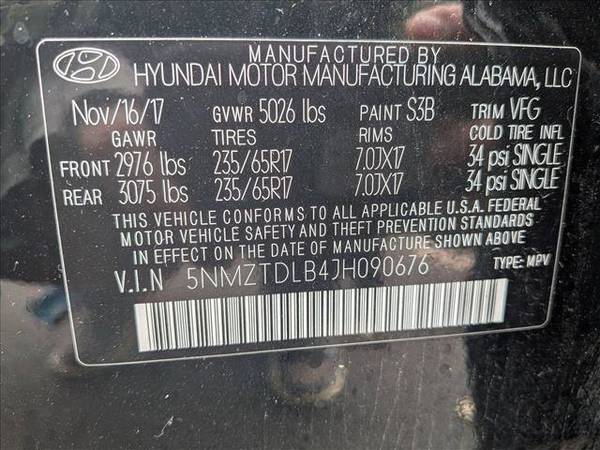 MANUFACTURED BY
HYUNDAI MOTOR MANUFACTURING ALABAMA, LLC
Nov/16/17 GVWR 5026 lbs PAINT S3B TRIM VFG
GAWR TIRES RIMS COLD TIRE INFL
FRONT 2976 lbs 235/65R17 7.0JX17 34 psi SINGLE
REAR 3075 lbs 235/65R17 7.0JX17 34 psi SINGLE
THIS VEHICLE CONFORMS TO ALL APPLICABLE U.S.A. FEDERAL
MOTOR VEHICLE SAFETY AND THEFT PREVENTION STANDARDS
IN EFFECT ON THE DATE OF MANUFACTURE SHOWN ABOVE.
V.I.N 5NMZTDLB4JH090676 TYPE: MPV